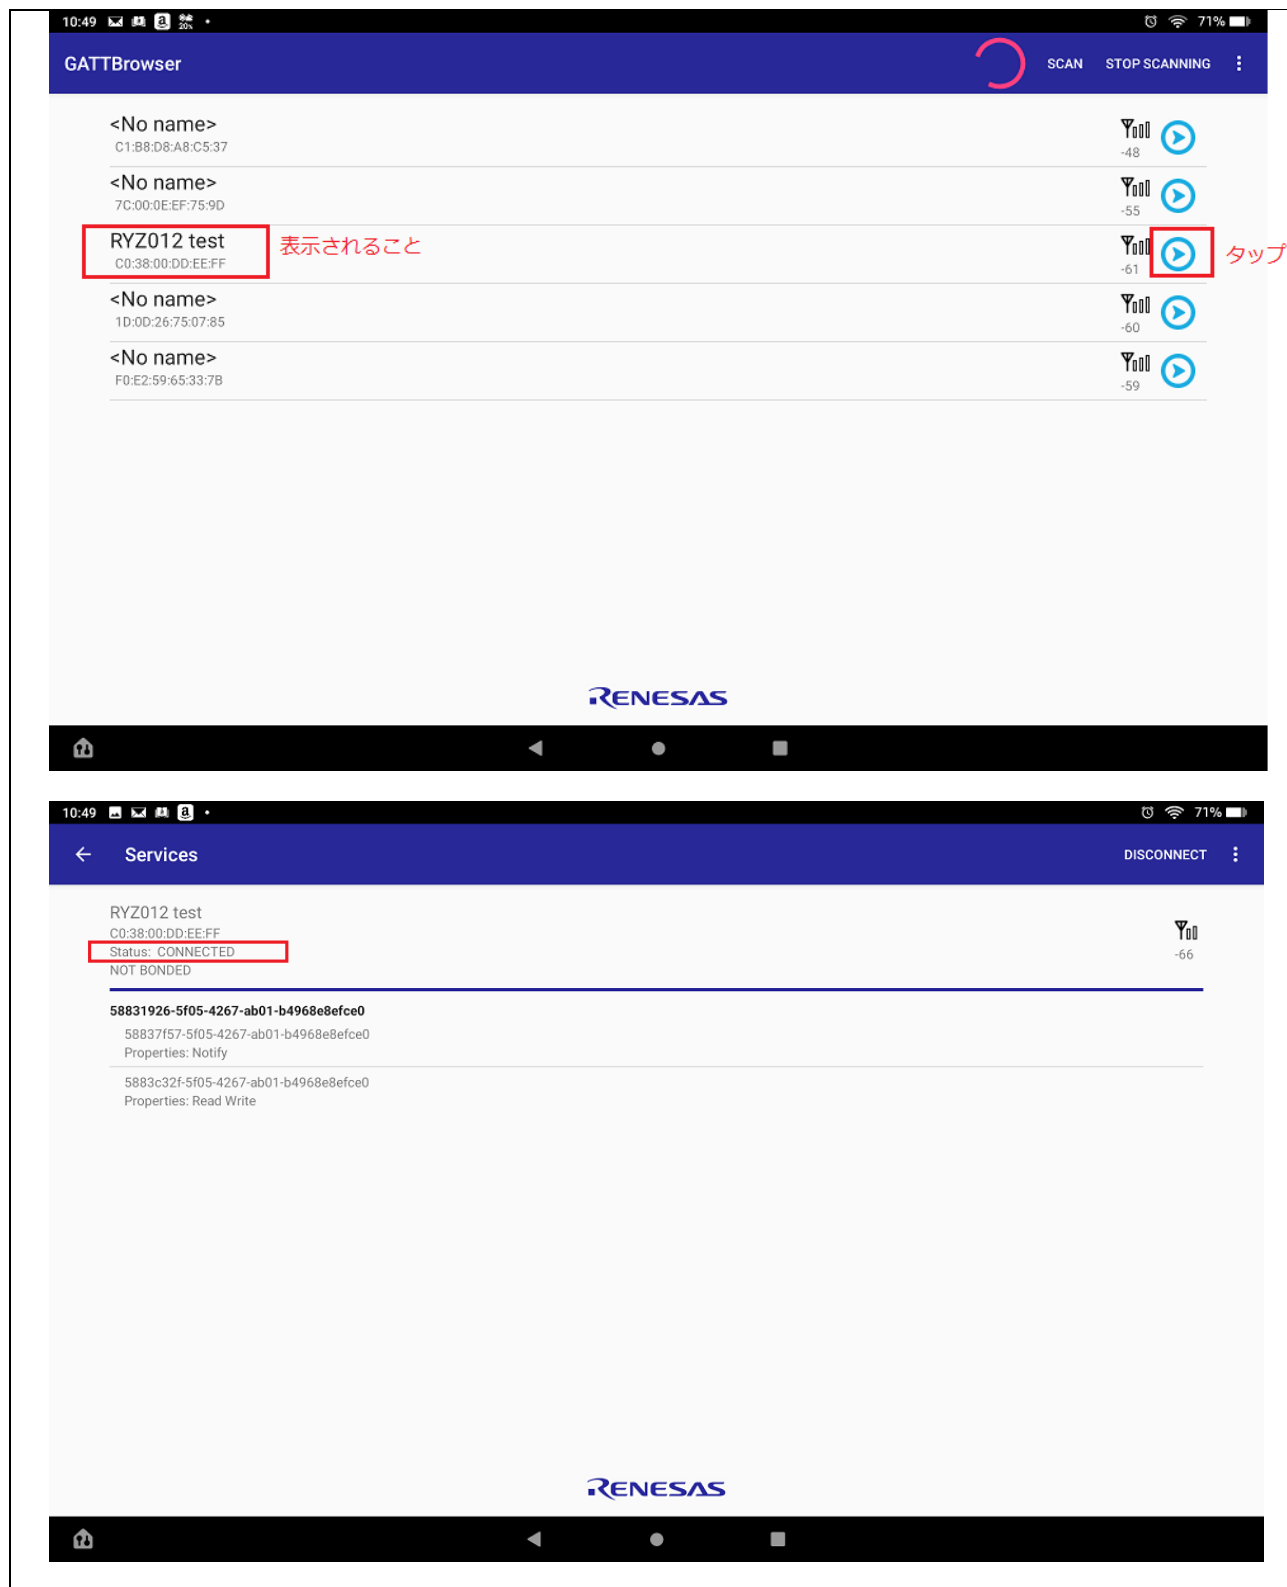 10:49 20% 71%
GATTBrowser SCAN STOP SCANNING
<No name>
C1:B8:D8:A8:C5:37 -48
<No name>
7C:00:0E:EF:75:9D -55
RYZ012 test 表示されること タップ
C0:38:00:DD:EE:FF -61
<No name>
1D:0D:26:75:07:85 -60
<No name>
F0:E2:59:65:33:7B -59
RENESAS
10:49 71%
Services DISCONNECT
RYZ012 test
C0:38:00:DD:EE:FF
Status: CONNECTED -66
NOT BONDED
58831926-5f05-4267-ab01-b4968e8efce0
58837f57-5f05-4267-ab01-b4968e8efce0
Properties: Notify
5883c32f-5f05-4267-ab01-b4968e8efce0
Properties: Read Write
RENESAS